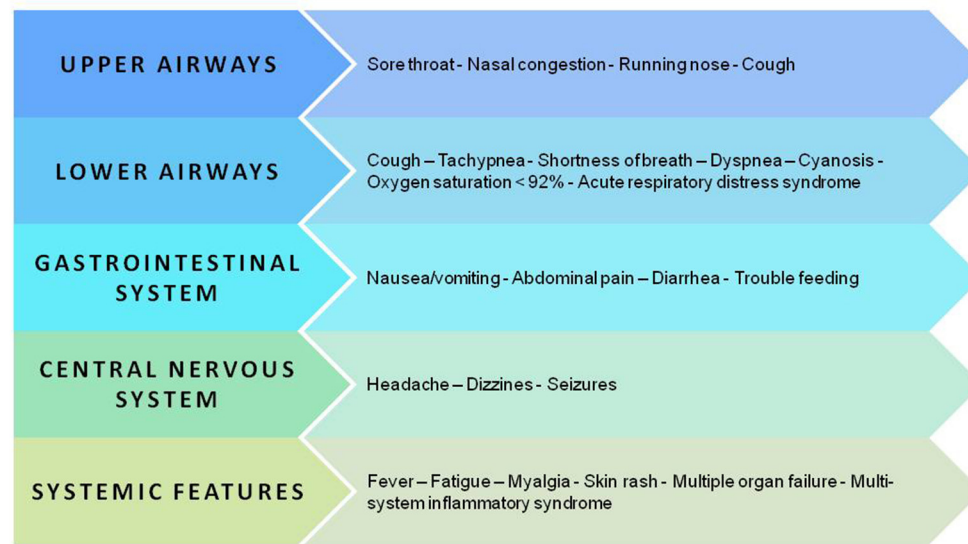 UPPER AIRWAYS
Sore throat - Nasal congestion - Running nose - Cough
LOWER AIRWAYS
Cough – Tachypnea - Shortness of breath – Dyspnea – Cyanosis -
Oxygen saturation < 92% - Acute respiratory distress syndrome
GASTROINTESTINAL
SYSTEM
Nausea/vomiting - Abdominal pain – Diarrhea - Trouble feeding
CENTRAL NERVOUS
SYSTEM
Headache – Dizzines - Seizures
SYSTEMIC FEATURES
Fever – Fatigue – Myalgia - Skin rash - Multiple organ failure - Multi-
system inflammatory syndrome